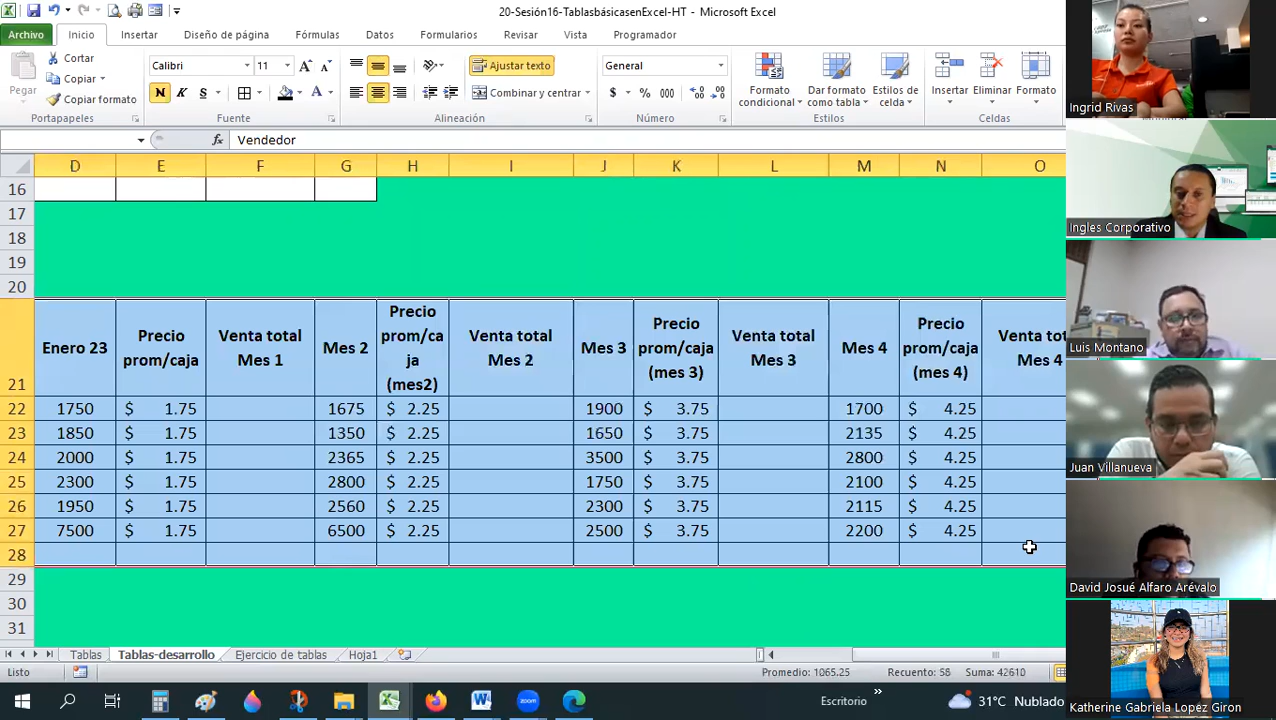 20-Sesión16-TablasbásicasenExcel-HT - Microsoft Excel
Archivo Inicio Insertar Diseño de página Fórmulas Datos Formularios Revisar Vista Programador
Pegar Cortar Copiar Copiar formato
Portapapeles
Calibri 11
N K S
Fuente
Ajustar texto
Combinar y centrar
Alineación
General
$ % 000
Número
Formato condicional Dar formato como tabla Estilos de celda
Estilos
Insertar Eliminar Formato
Celdas
fx Vendedor
D E F G H I J K L M N O
16
17
18
19
20
21 Enero 23 Precio prom/caja Venta total Mes 1 Mes 2 Precio prom/caja (mes2) Venta total Mes 2 Mes 3 Precio prom/caja (mes 3) Venta total Mes 3 Mes 4 Precio prom/caja (mes 4) Venta tot Mes 4
22 1750 $ 1.75 1675 $ 2.25 1900 $ 3.75 1700 $ 4.25
23 1850 $ 1.75 1350 $ 2.25 1650 $ 3.75 2135 $ 4.25
24 2000 $ 1.75 2365 $ 2.25 3500 $ 3.75 2800 $ 4.25
25 2300 $ 1.75 2800 $ 2.25 1750 $ 3.75 2100 $ 4.25
26 1950 $ 1.75 2560 $ 2.25 2300 $ 3.75 2115 $ 4.25
27 7500 $ 1.75 6500 $ 2.25 2500 $ 3.75 2200 $ 4.25
28
29
30
31
Tablas Tablas-desarrollo Ejercicio de tablas Hoja1
Listo Promedio: 1065.25 Recuento: 58 Suma: 42610
Escritorio » 31°C Nublado
Ingrid Rivas
Ingles Corporativo
Luis Montano
Juan Villanueva
David Josué Alfaro Arévalo
Katherine Gabriela Lopez Giron